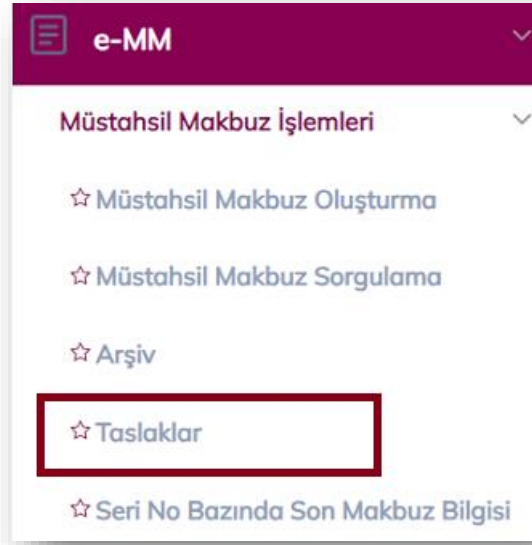 e-MM
Müstahsil Makbuz İşlemleri
Müstahsil Makbuz Oluşturma
Müstahsil Makbuz Sorgulama
Arşiv
Taslaklar
Seri No Bazında Son Makbuz Bilgisi